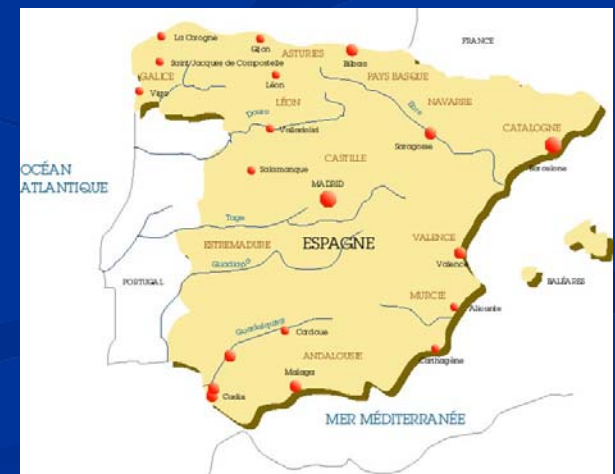 FRANCE
La Corogne
Gijon
ASTURIES
Bilbao
Saint Jacques de Compostelle
GALICE
Léon
PAYS BASQUE
Vigo
LÉON
Ebre
NAVARRE
Douro
Valladolid
Saragosse
CATALOGNE
Barcelone
CASTILLE
Salamanque
OCÉAN
ATLANTIQUE
MADRID
Tage
ESTREMADURE
ESPAGNE
VALENCE
Valence
Guadiana
PORTUGAL
BALÉARES
MURCIE
Alicante
Guadalquivir
Cordoue
Carthagène
ANDALOUSIE
Malaga
Cadix
MER MÉDITERRANÉE